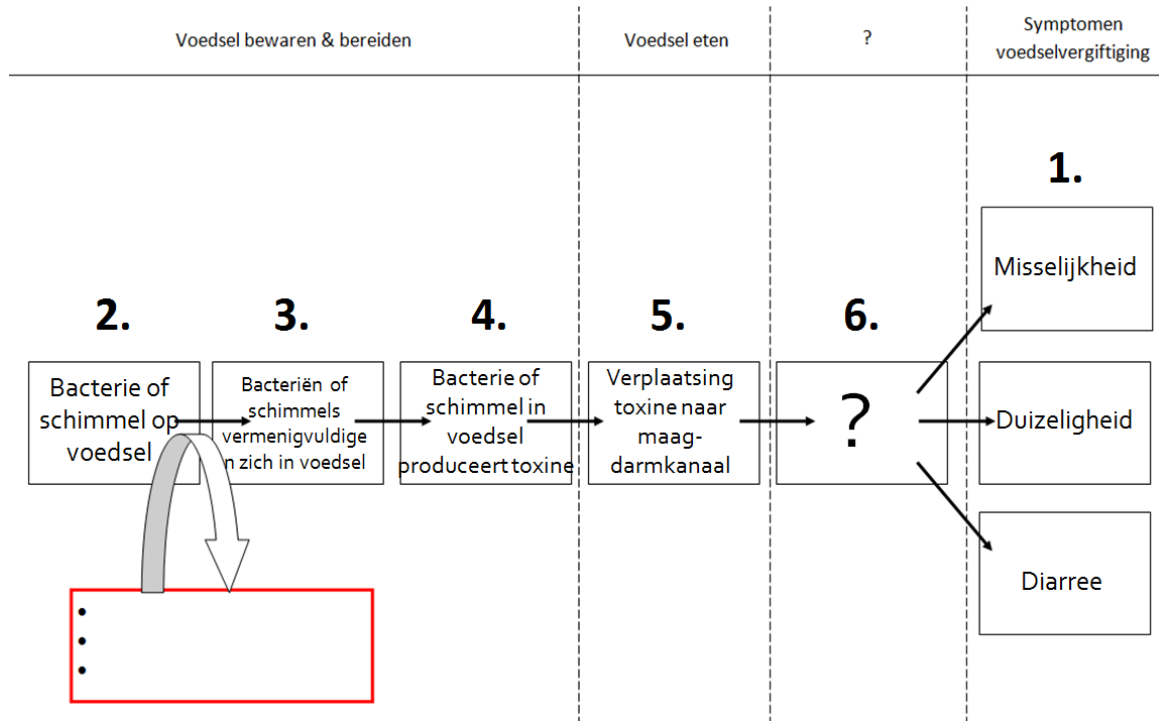 Voedsel bewaren & bereiden
Voedsel eten
?
Symptomen
voedselvergiftiging
1.
Misselijkheid
2.
3.
4.
5.
6.
Bacterie of
schimmel op
voedsel
Bacteriën of
schimmels
vermenigvuldige
n zich in voedsel
Bacterie of
schimmel in
voedsel
produceert toxine
Verplaatsing
toxine naar
maag-
darmkanaal
?
Duizeligheid
Diarree